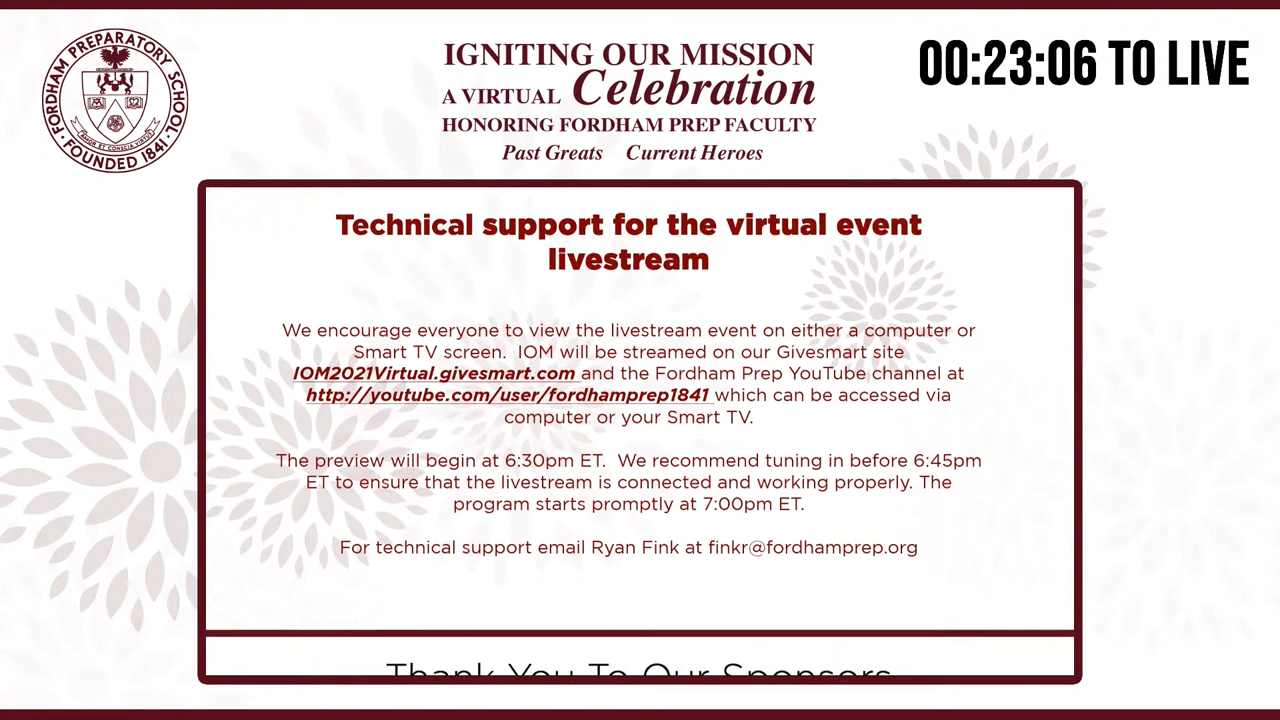 FORDHAM PREPARATORY SCHOOL
FOUNDED 1841
IGNITING OUR MISSION
A VIRTUAL Celebration
HONORING FORDHAM PREP FACULTY
Past Greats Current Heroes
00:23:06 TO LIVE
Technical support for the virtual event
livestream
We encourage everyone to view the livestream event on either a computer or
Smart TV screen. IOM will be streamed on our Givesmart site
IOM2021Virtual.givesmart.com and the Fordham Prep YouTube channel at
http://youtube.com/user/fordhamprep1841 which can be accessed via
computer or your Smart TV.
The preview will begin at 6:30pm ET. We recommend tuning in before 6:45pm
ET to ensure that the livestream is connected and working properly. The
program starts promptly at 7:00pm ET.
For technical support email Ryan Fink at finkr@fordhamprep.org
Thank You To Our Sponsors